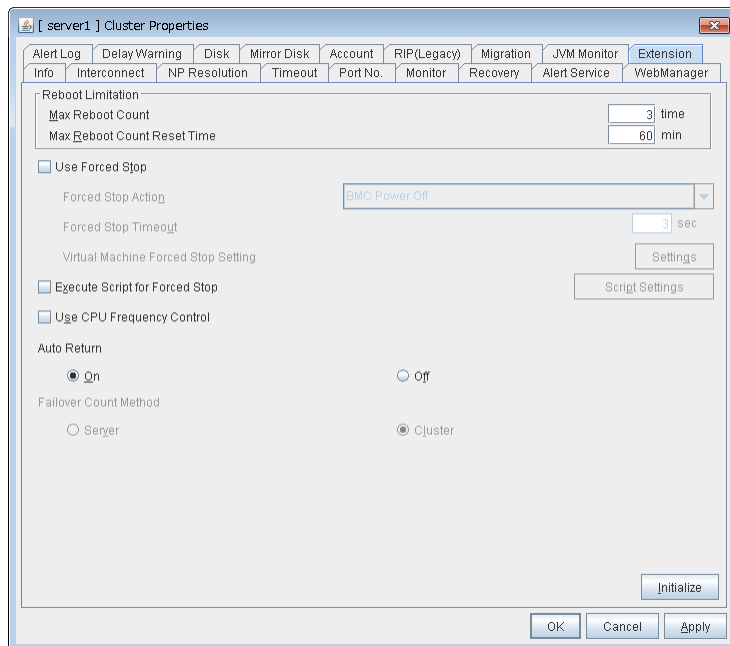 [ server1 ] Cluster Properties
Alert Log Delay Warning Disk Mirror Disk Account RIP(Legacy) Migration JVM Monitor Extension
Info Interconnect NP Resolution Timeout Port No. Monitor Recovery Alert Service WebManager
Reboot Limitation
Max Reboot Count 3 time
Max Reboot Count Reset Time 60 min
Use Forced Stop
Forced Stop Action BMC Power Off
Forced Stop Timeout 3 sec
Virtual Machine Forced Stop Setting Settings
Execute Script for Forced Stop Script Settings
Use CPU Frequency Control
Auto Return
On Off
Failover Count Method
Server Cluster
Initialize
OK Cancel Apply